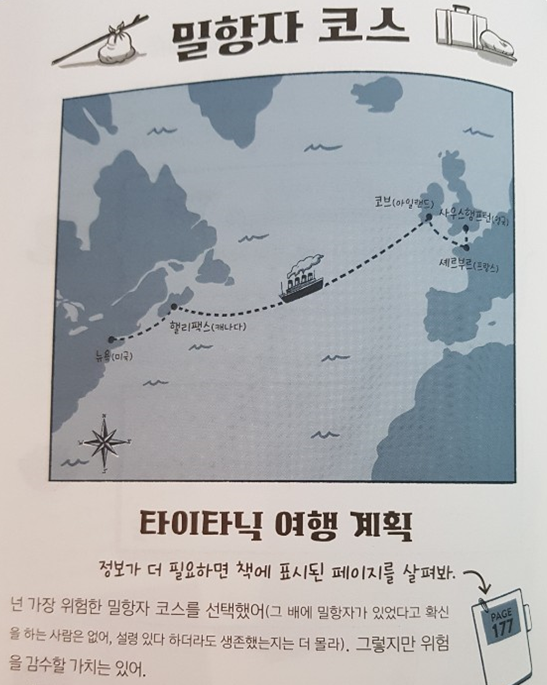 밀항자 코스
코브(아일랜드)
사우스햄프턴(영국)
셰르부르(프랑스)
핼리팩스(캐나다)
뉴욕(미국)
N
E
S
W
타이타닉 여행 계획
정보가 더 필요하면 책에 표시된 페이지를 살펴봐.
PAGE
177
넌 가장 위험한 밀항자 코스를 선택했어(그 배에 밀항자가 있었다고 확신
을 하는 사람은 없어, 설령 있다 하더라도 생존했는지는 더 몰라). 그렇지만 위험
을 감수할 가치는 있어.